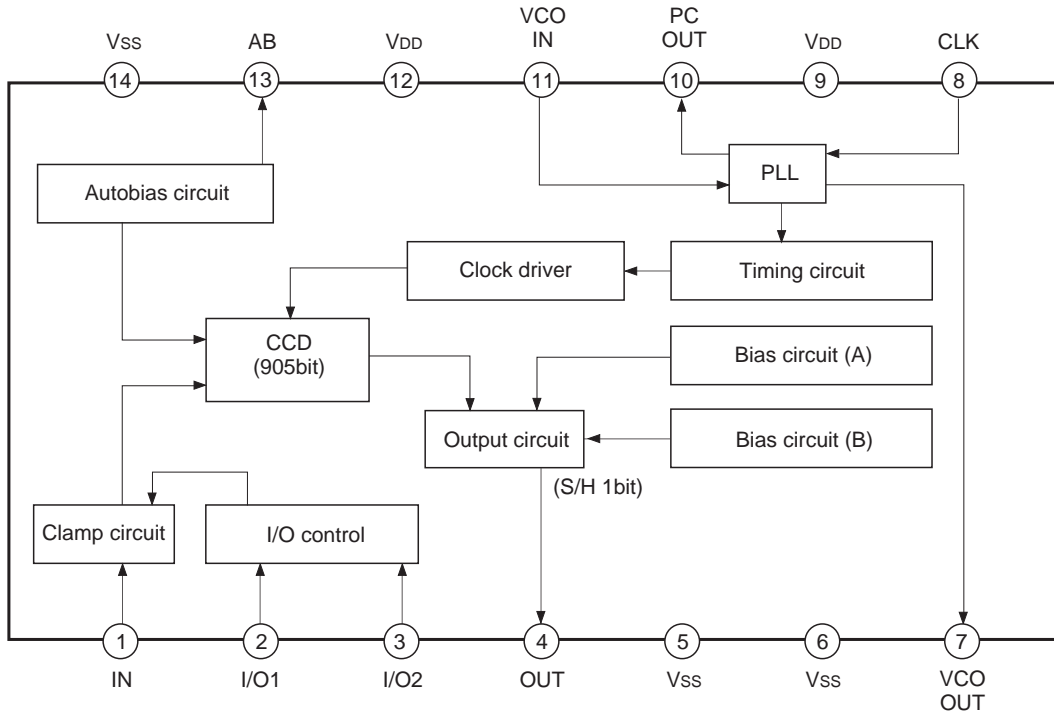 VSS
AB
VDD
VCO
IN
PC
OUT
VDD
CLK
14
13
12
11
10
9
8
Autobias circuit
PLL
Clock driver
Timing circuit
CCD
(905bit)
Bias circuit (A)
Output circuit
Bias circuit (B)
(S/H 1bit)
Clamp circuit
I/O control
1
2
3
4
5
6
7
IN
I/O1
I/O2
OUT
VSS
VSS
VCO
OUT